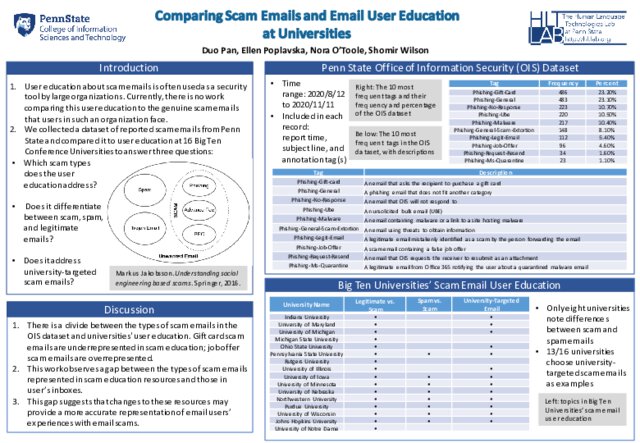 PennState
College of Information
Sciences and Technology
Comparing Scam Emails and Email User Education
at Universities
Duo Pan, Ellen Poplavska, Nora O'Toole, Shomir Wilson
HLT LAB
The Human Language
Technologies Lab
at Penn State
Introduction
1. User education about scam emails is often used as a security
tool by large organizations. Currently, there is no work
comparing this user education to the genuine scam emails
that users in such an organization face.
2. We collected a dataset of reported scam emails from Penn
State and compared it to user education at 16 Big Ten
Conference Universities to answer three questions:
• Which scam types
does the user
education address?
• Does it differentiate
between scam, spam,
and legitimate
emails?
• Does it address
university-targeted
scam emails?
Spam
Phishing
SCAM
Advance Fee
Unwanted Email
Markus Jakobsson. Understanding social
engineering based scams. Springer, 2016.
Discussion
1. There is a divide between the types of scam emails in the
OIS dataset and universities' user education. Gift card scam
emails are underrepresented in scam education; job offer
scam emails are overrepresented.
2. This work observes a gap between the types of scam emails
represented in scam education resources and those in
user's inboxes.
3. This gap suggests that changes to these resources may
provide a more accurate representation of email users'
experiences with email scams.
Penn State Office of Information Security (OIS) Dataset
• Time
range: 2020/8/12
to 2020/11/11
• Included in each
record:
report time,
subject line, and
annotation tag(s)
Right: The 10 most
frequent tags and their
frequency and percentage
of the OIS dataset
Below: The 10 most
frequent tags in the OIS
dataset, with descriptions
Tag Frequency Percent
Phishing-Gift-Card 486 23.30%
Phishing-General 483 23.10%
Phishing-No-Response 223 10.70%
Phishing-Ube 220 10.50%
Phishing-Malware 217 10.40%
Phishing-General-Scam-Extortion 148 8.10%
Phishing-Legit-Email 112 5.40%
Phishing-Job-Offer 96 4.60%
Phishing-Request-Resend 34 1.60%
Phishing-Ms-Quarantine 23 1.10%
Tag Description
Phishing-Gift-card An email that asks the recipient to purchase a gift card
Phishing-General A phishing email that does not fit another category
Phishing-No-Response An email that OIS will not respond to
Phishing-Ube An unsolicited bulk email (UBE)
Phishing-Malware An email containing malware or a link to a site hosting malware
Phishing-General-Scam-Extortion An email using threats to obtain information
Phishing-Legit-Email A legitimate email mistakenly identified as a scam by the person forwarding the email
Phishing-Job-Offer A scam email containing a fake job offer
Phishing-Request-Resend An email that OIS requests the receiver to resubmit as an attachment
Phishing-Ms-Quarantine A legitimate email from Office 365 notifying the user about a quarantined malware email
Big Ten Universities' Scam Email User Education
University Name Legitimate vs. Scam Spam vs. Scam University-Targeted Email
Indiana University • •
University of Maryland • •
University of Michigan • •
Michigan State University •
Ohio State University • •
Pennsylvania State University • • •
Rutgers University •
University of Illinois • •
University of Iowa • • •
University of Minnesota • • •
University of Nebraska • • •
Northwestern University • • •
Purdue University • • •
University of Wisconsin • • •
Johns Hopkins University • • •
University of Notre Dame •
• Only eight universities
note differences
between scam and
spam emails
• 13/16 universities
choose university-
targeted scam emails
as examples
Left: topics in Big Ten
Universities' scam email
user education